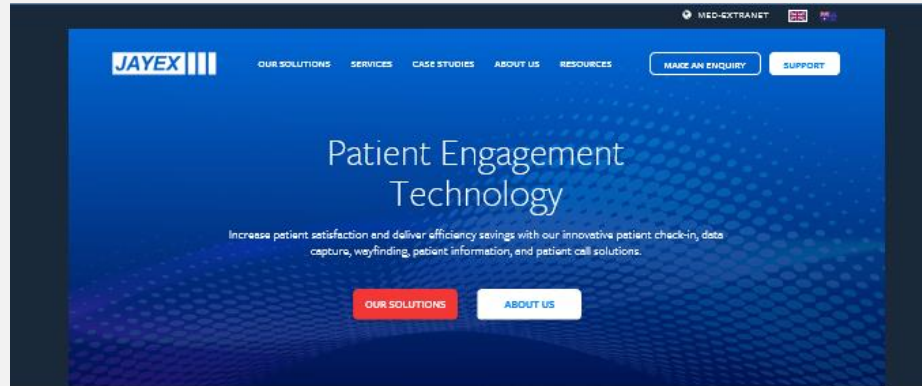 MED-EXTRANET
JAYEX
OUR SOLUTIONS SERVICES CASE STUDIES ABOUT US RESOURCES MAKE AN ENQUIRY SUPPORT
Patient Engagement
Technology
Increase patient satisfaction and deliver efficiency savings with our innovative patient check-in, data
capture, wayfinding, patient information, and patient call solutions.
OUR SOLUTIONS ABOUT US